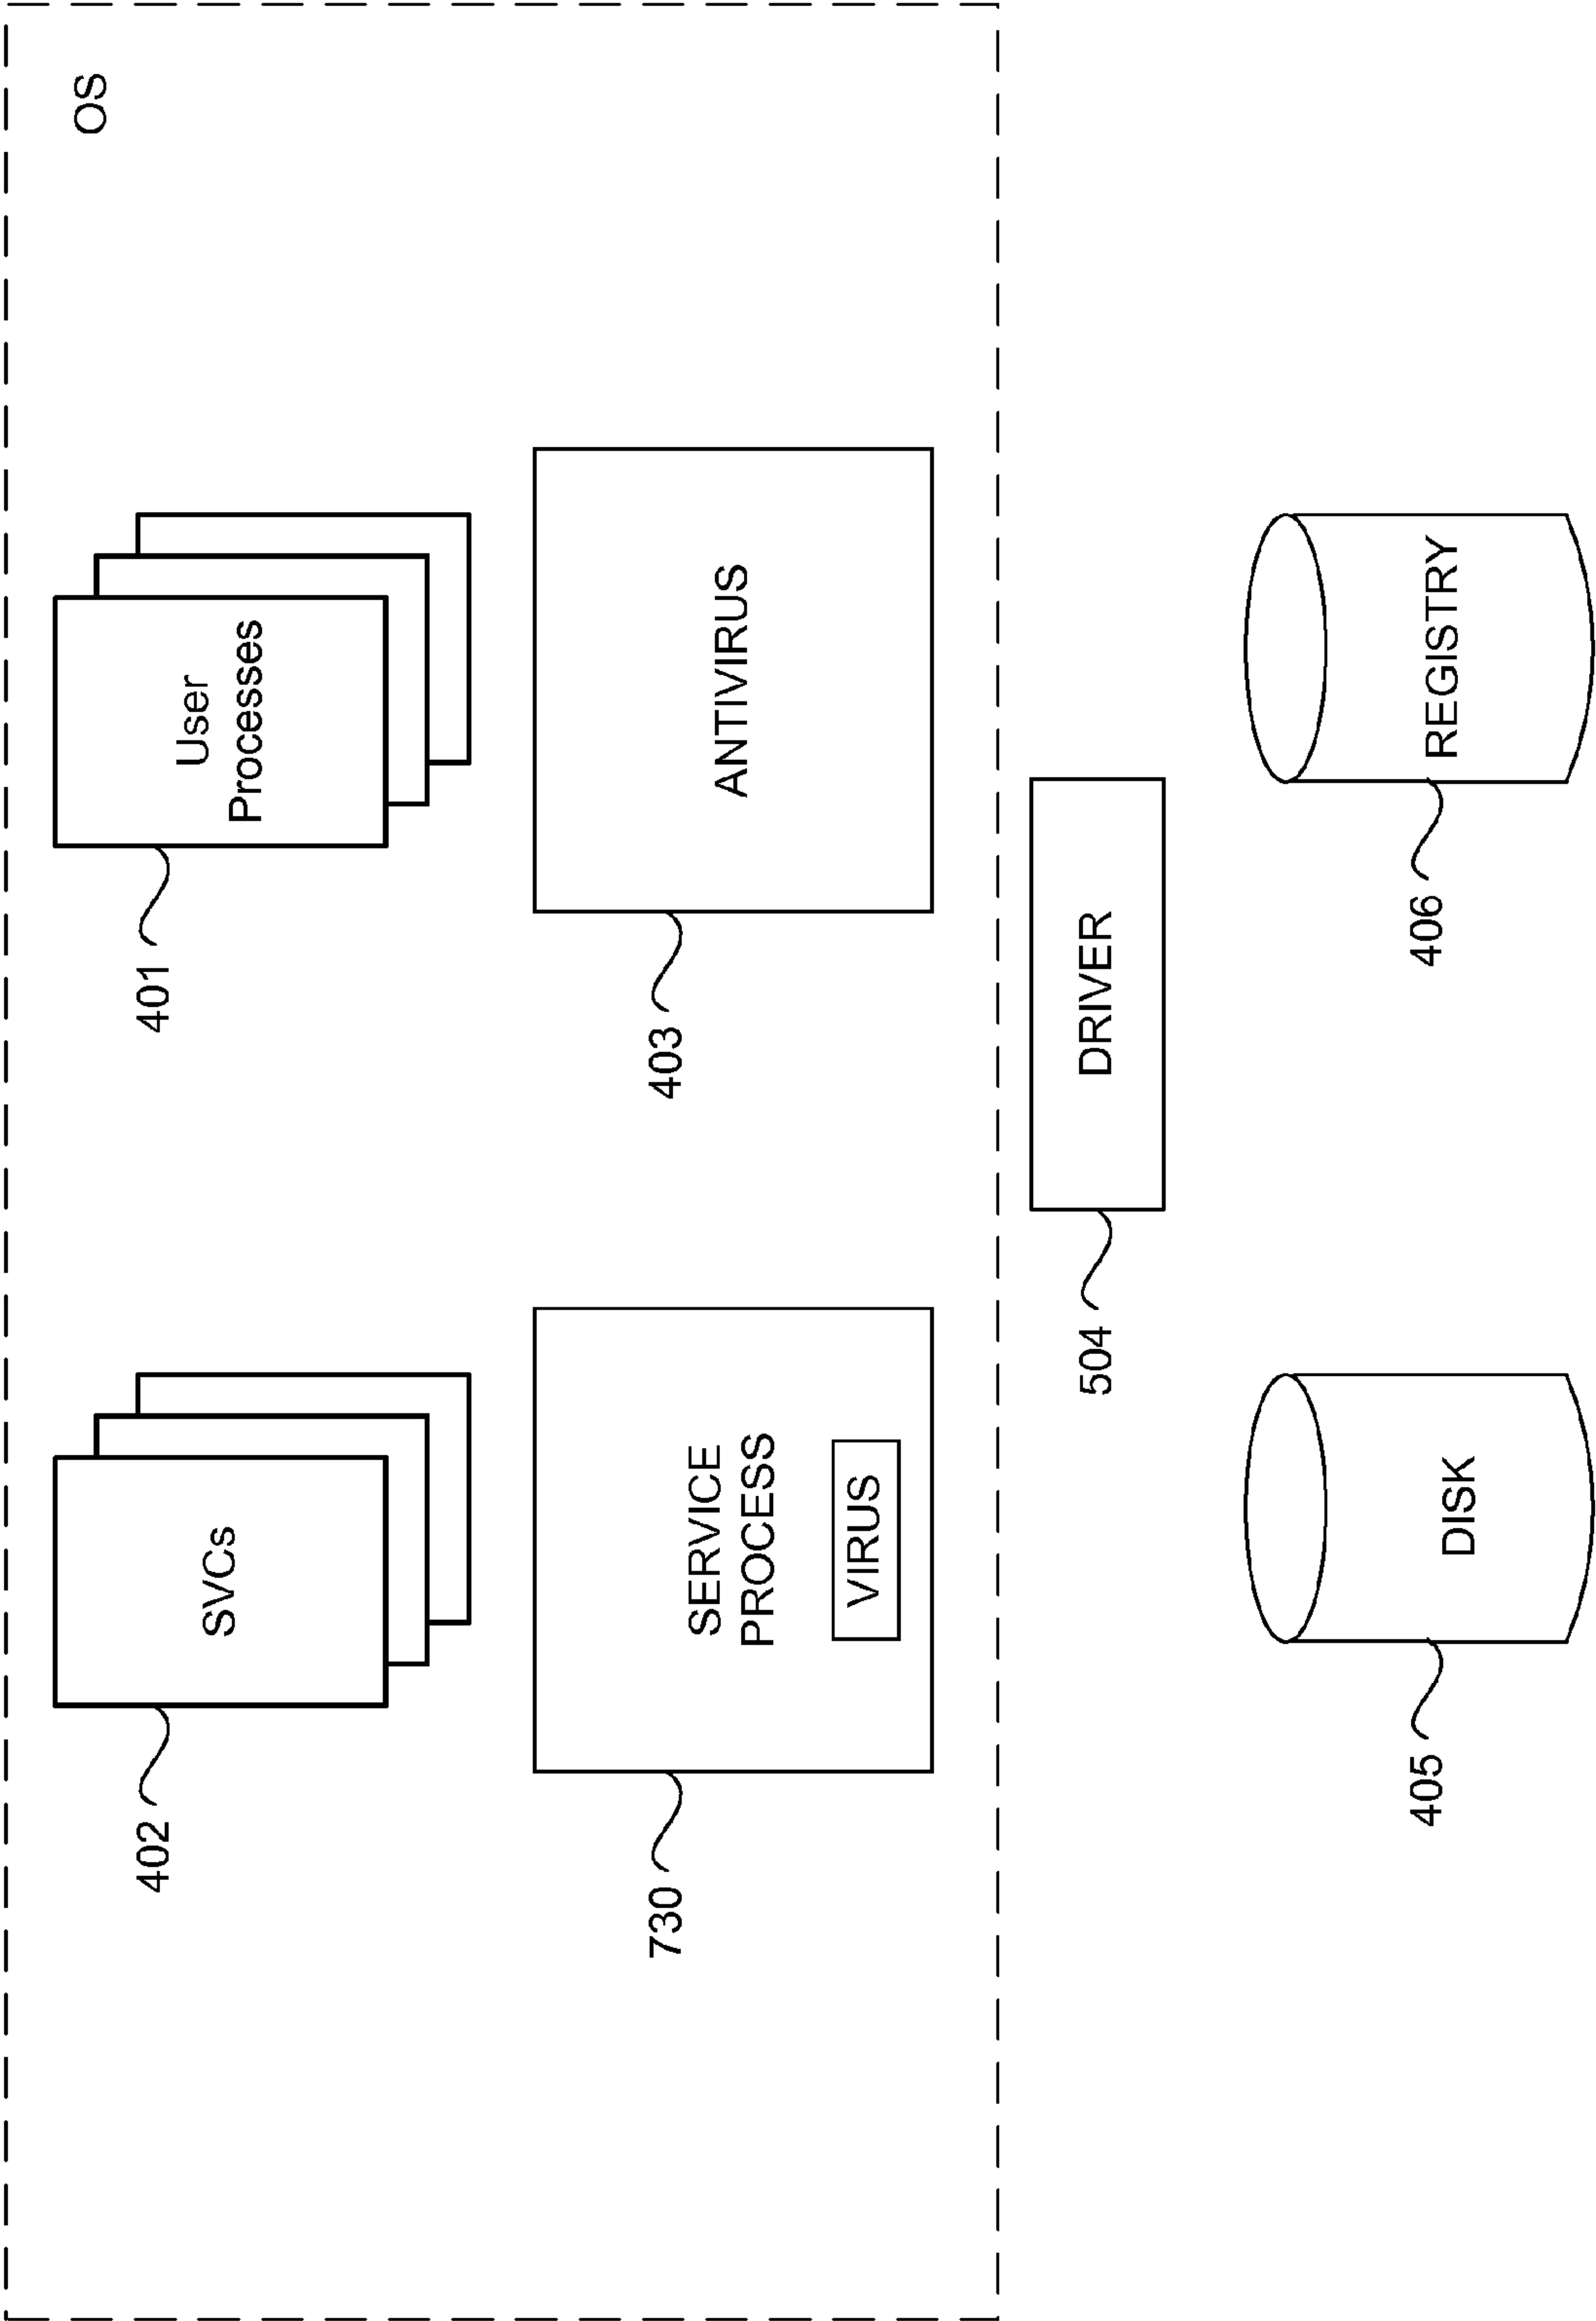 OS
402
SVCs
401
User
Processes
730
SERVICE
PROCESS
VIRUS
403
ANTIVIRUS
504
DRIVER
405
DISK
406
REGISTRY